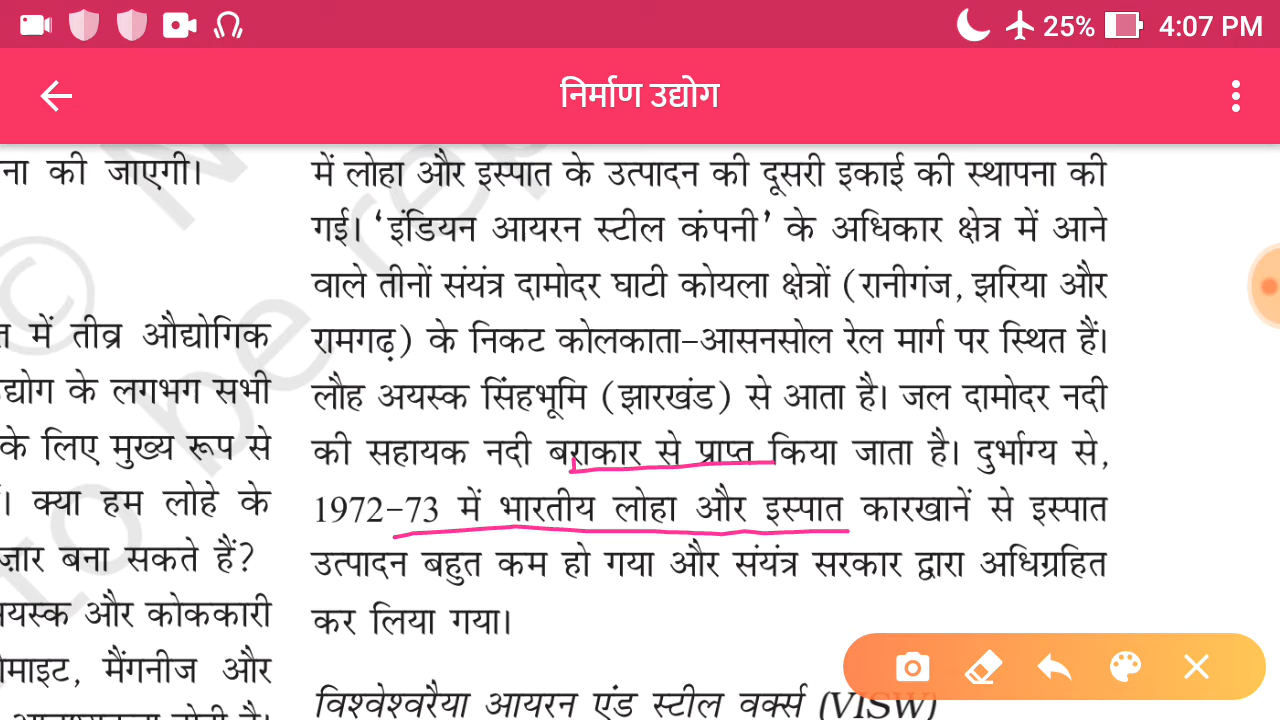 25% 4:07 PM
निर्माण उद्योग
ना की जाएगी।
में तीव्र औद्योगिक
उद्योग के लगभग सभी
के लिए मुख्य रूप से
। क्या हम लोहे के
बना सकते हैं?
और कोककारी
मैंगनीज और
में लोहा और इस्पात के उत्पादन की दूसरी इकाई की स्थापना की
गई। ‘इंडियन आयरन स्टील कंपनी’ के अधिकार क्षेत्र में आने
वाले तीनों संयंत्र दामोदर घाटी कोयला क्षेत्रों (रानीगंज, झरिया और
रामगढ़) के निकट कोलकाता–आसनसोल रेल मार्ग पर स्थित हैं।
लौह अयस्क सिंहभूमि (झारखंड) से आता है। जल दामोदर नदी
की सहायक नदी बराकार से प्राप्त किया जाता है। दुर्भाग्य से,
1972–73 में भारतीय लोहा और इस्पात कारखानें से इस्पात
उत्पादन बहुत कम हो गया और संयंत्र सरकार द्वारा अधिग्रहित
कर लिया गया।
विश्वेश्वरैया आयरन एंड स्टील वर्क्स (VISW)